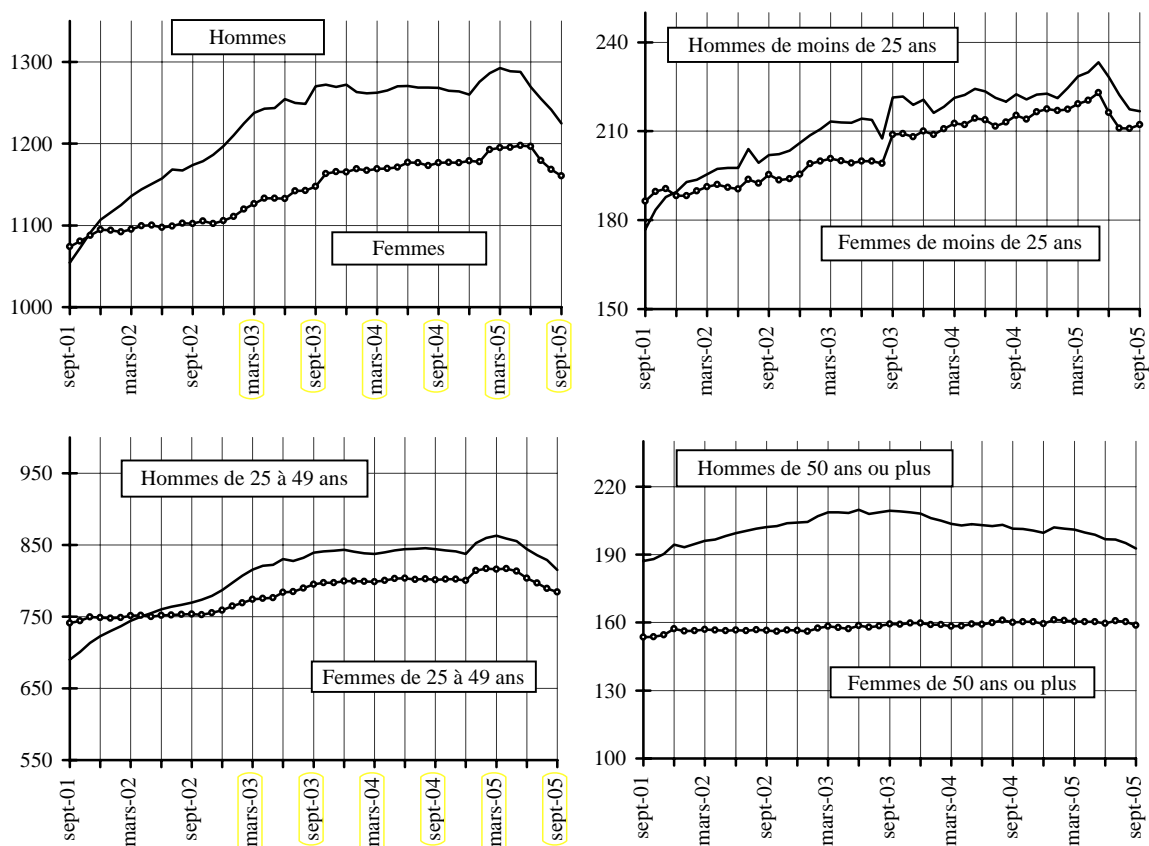 Hommes
1300
1200
1100
1000
Femmes
sept-01
mars-02
sept-02
mars-03
sept-03
mars-04
sept-04
mars-05
sept-05
Hommes de moins de 25 ans
240
210
180
150
Femmes de moins de 25 ans
sept-01
mars-02
sept-02
mars-03
sept-03
mars-04
sept-04
mars-05
sept-05
Hommes de 25 à 49 ans
950
850
750
650
550
Femmes de 25 à 49 ans
sept-01
mars-02
sept-02
mars-03
sept-03
mars-04
sept-04
mars-05
sept-05
Hommes de 50 ans ou plus
220
190
160
130
100
Femmes de 50 ans ou plus
sept-01
mars-02
sept-02
mars-03
sept-03
mars-04
sept-04
mars-05
sept-05